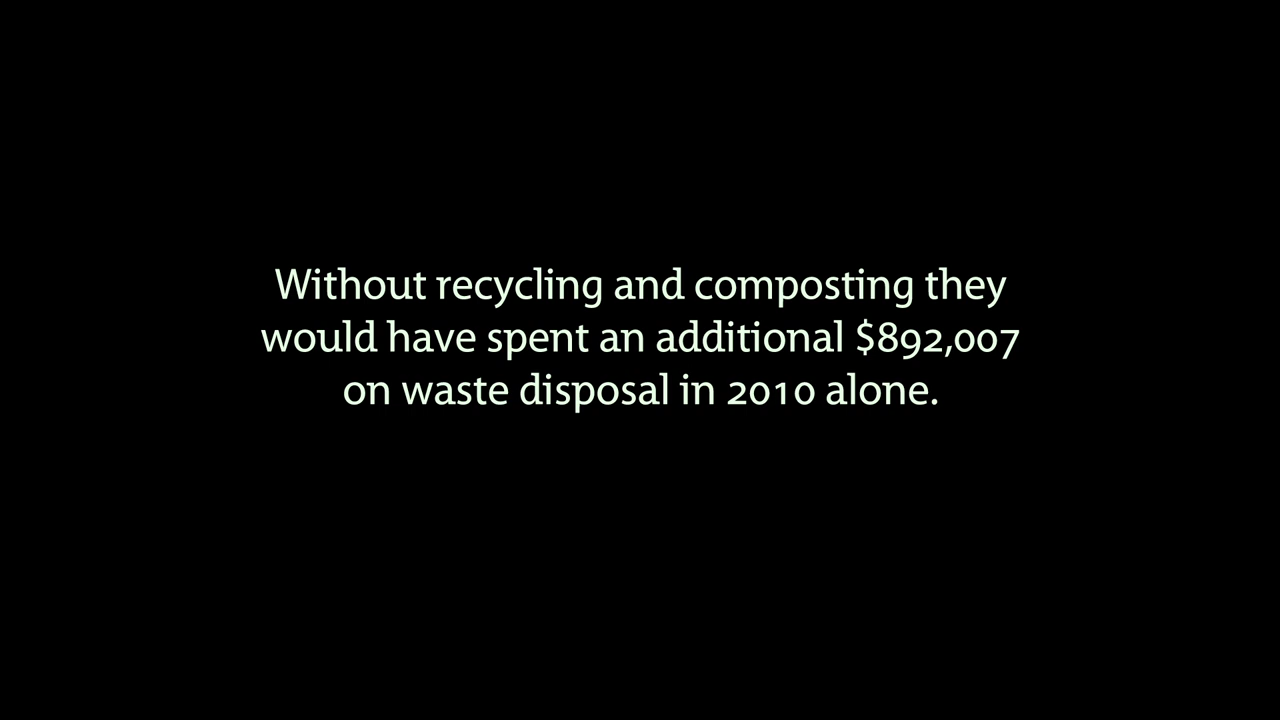 Without recycling and composting they
would have spent an additional $892,007
on waste disposal in 2010 alone.